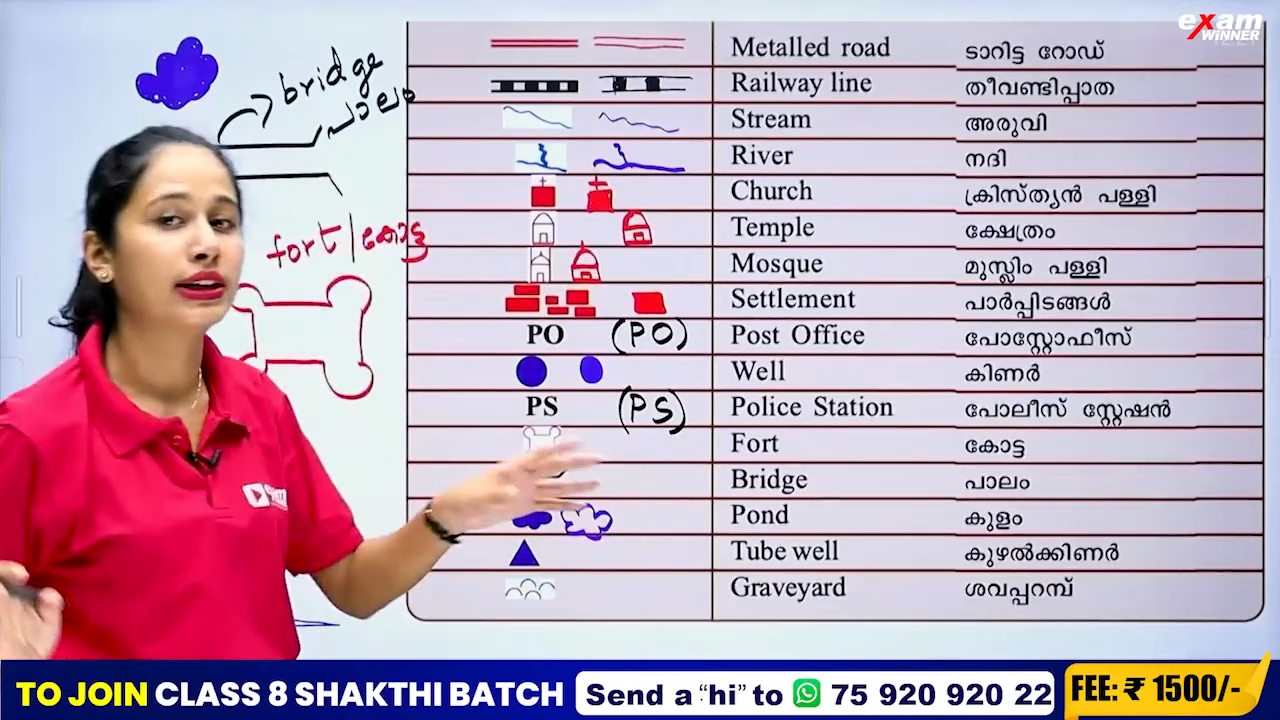 exam
WINNER
bridge
പാലം
fort/കോട്ട
Metalled road ടാറിട്ട റോഡ്
Railway line തീവണ്ടിപ്പാത
Stream അരുവി
River നദി
Church ക്രിസ്ത്യൻ പള്ളി
Temple ക്ഷേത്രം
Mosque മുസ്ലിം പള്ളി
Settlement പാർപ്പിടങ്ങൾ
PO (PO) Post Office പോസ്റ്റോഫീസ്
Well കിണർ
PS (PS) Police Station പോലീസ് സ്റ്റേഷൻ
Fort കോട്ട
Bridge പാലം
Pond കുളം
Tube well കുഴൽക്കിണർ
Graveyard ശവപ്പറമ്പ്
TO JOIN CLASS 8 SHAKTHI BATCH Send a “hi” to 75 920 920 22 FEE: ₹ 1500/-